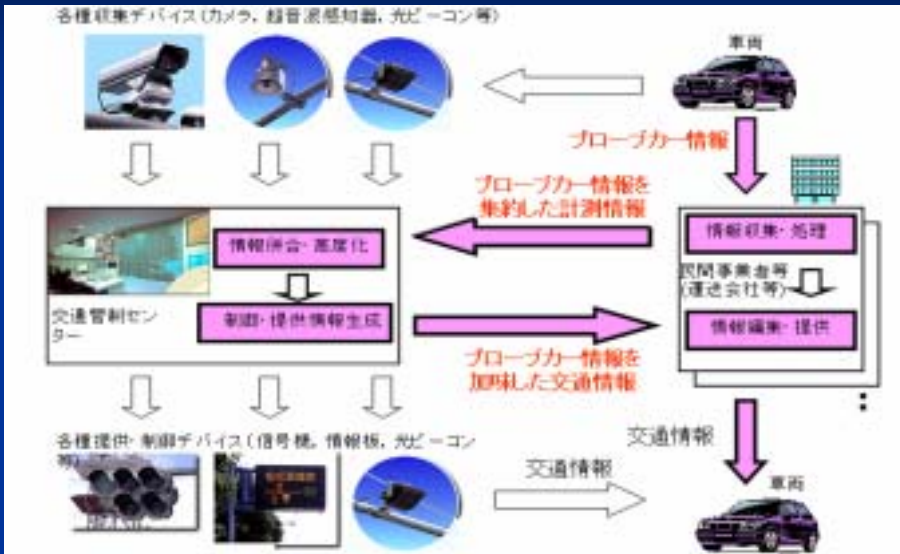 各種収集デバイス(カメラ, 超音波感知器, 光ビーコン等)
車両
プローブカー情報
プローブカー情報を
集約した計測情報
情報併合・高度化
交通管制セン
ター
制御・提供情報生成
情報収集・処理
民間事業者等
(運送会社等)
情報編集・提供
プローブカー情報を
加味した交通情報
各種提供・制御デバイス(信号機, 情報板, 光ビーコン
等)
交通情報
交通情報
車両